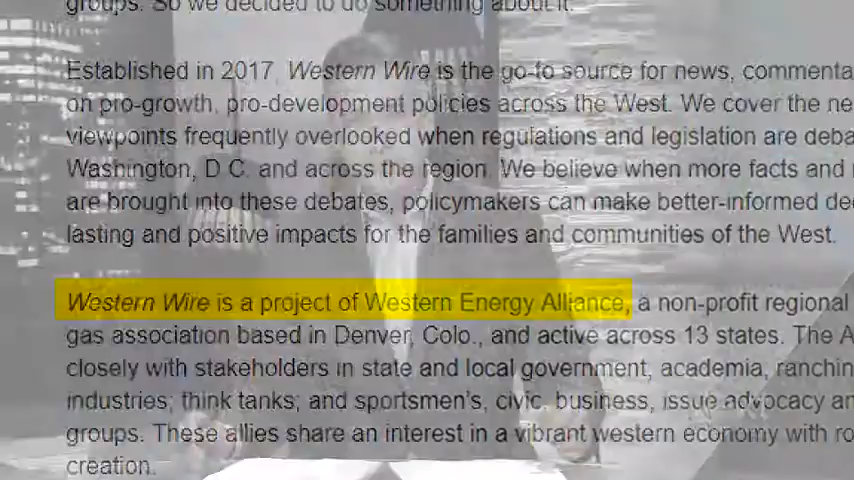 groups. So we decided to do something about it.
Established in 2017, Western Wire is the go-to source for news, commenta
on pro-growth, pro-development policies across the West. We cover the ne
viewpoints frequently overlooked when regulations and legislation are deba
Washington, D.C. and across the region. We believe when more facts and
are brought into these debates, policymakers can make better-informed de
lasting and positive impacts for the families and communities of the West.
Western Wire is a project of Western Energy Alliance, a non-profit regional
gas association based in Denver, Colo., and active across 13 states. The A
closely with stakeholders in state and local government, academia, ranchin
industries; think tanks; and sportsmen's, civic, business, issue advocacy an
groups. These allies share an interest in a vibrant western economy with ro
creation.